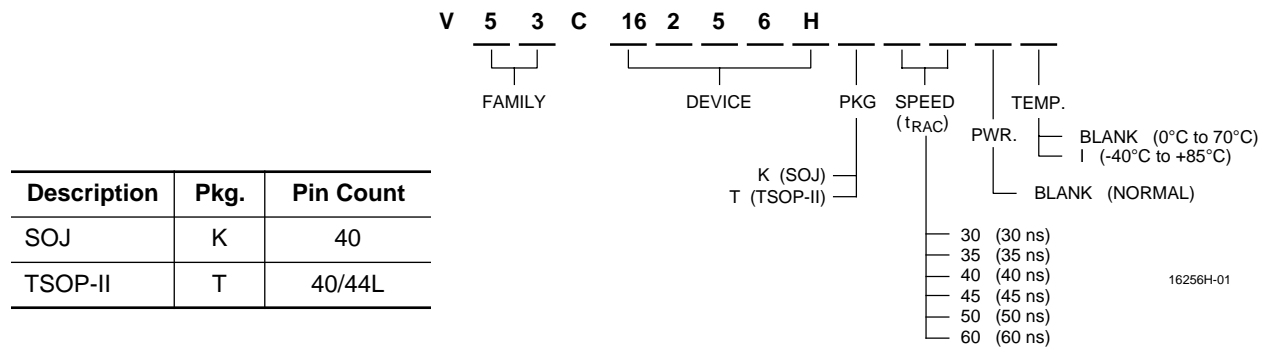 V 5 3 C 16 2 5 6 H
FAMILY DEVICE PKG SPEED (tRAC) PWR. TEMP.
BLANK (0°C to 70°C)
I (-40°C to +85°C)
K (SOJ)
T (TSOP-II)
BLANK (NORMAL)
30 (30 ns)
35 (35 ns)
40 (40 ns)
45 (45 ns)
50 (50 ns)
60 (60 ns)
16256H-01
Description Pkg. Pin Count
SOJ K 40
TSOP-II T 40/44L